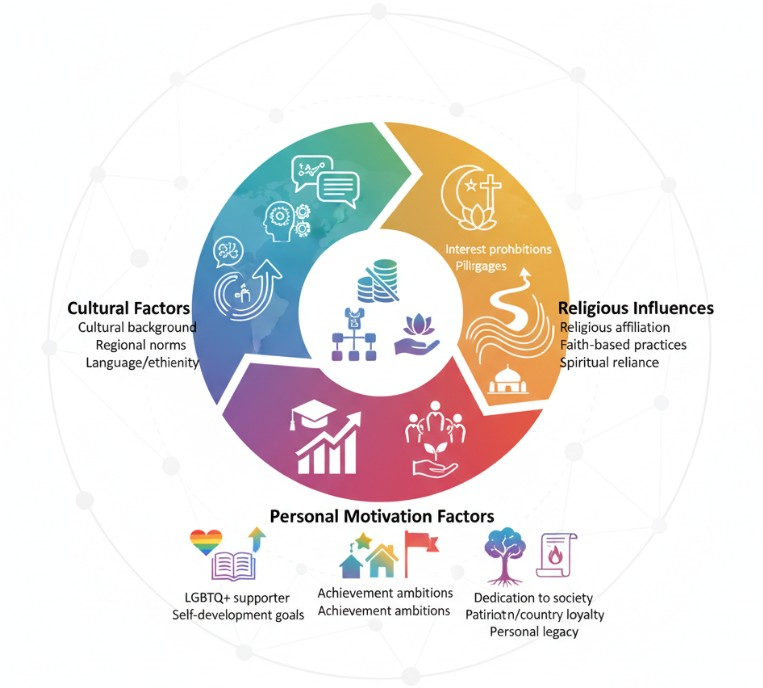 Interest prohbitions
Pilgrgages
Cultural Factors
Cultural background
Regional norms
Language/ethienity
Religious Influences
Religious affiliation
Faith-based practices
Spiritual reliance
Personal Motivation Factors
LGBTQ+ supporter
Self-development goals
Achievement ambitions
Achievement ambitions
Dedication to society
Patiriotn/country loyalty
Personal legacy